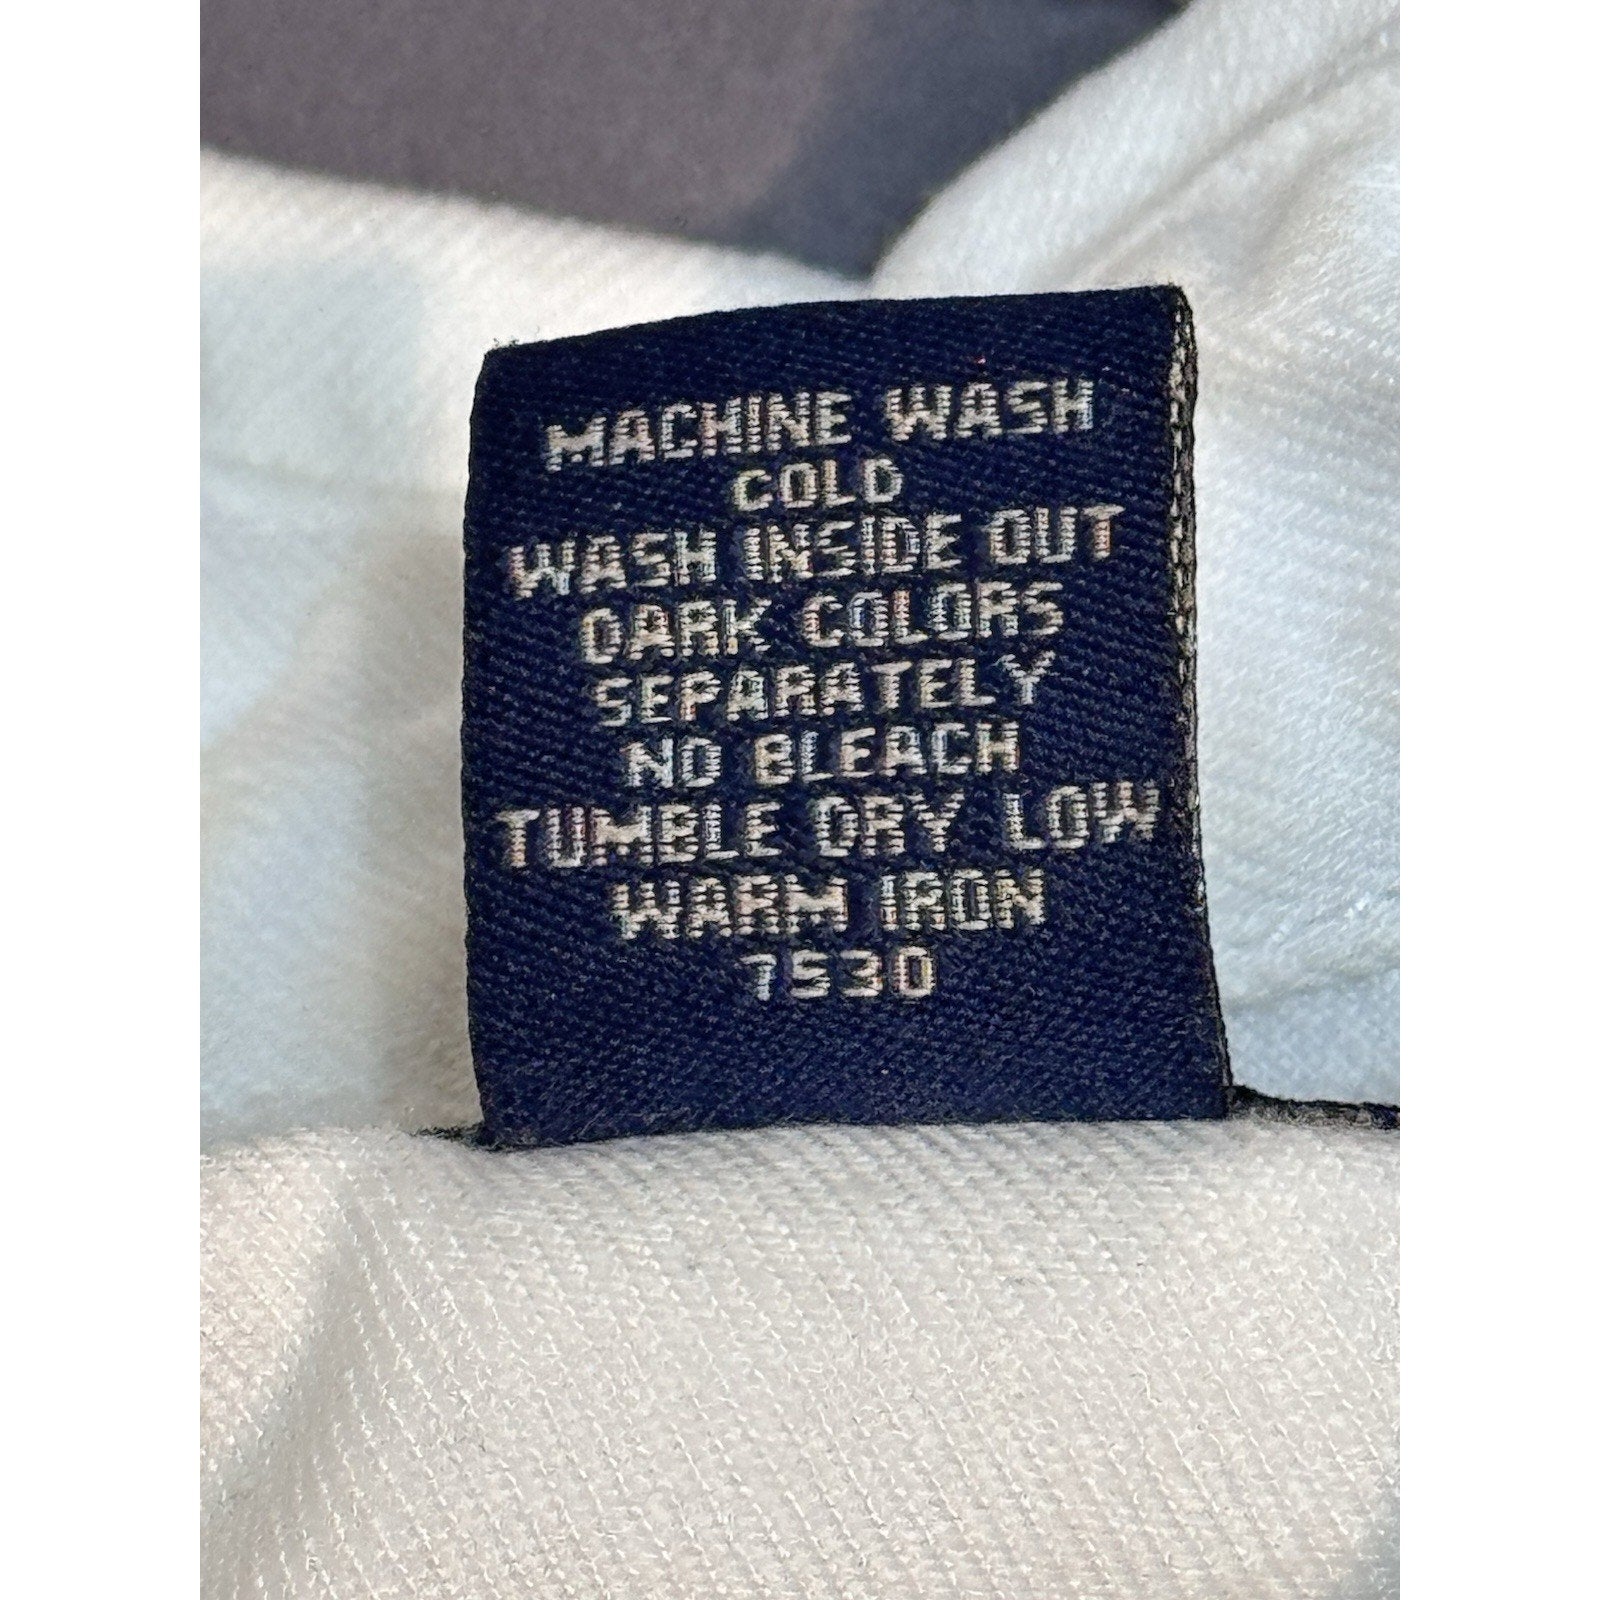 MACHINE WASH
COLD
WASH INSIDE OUT
DARK COLORS
SEPARATELY
NO BLEACH
TUMBLE DRY LOW
WARM IRON
7530